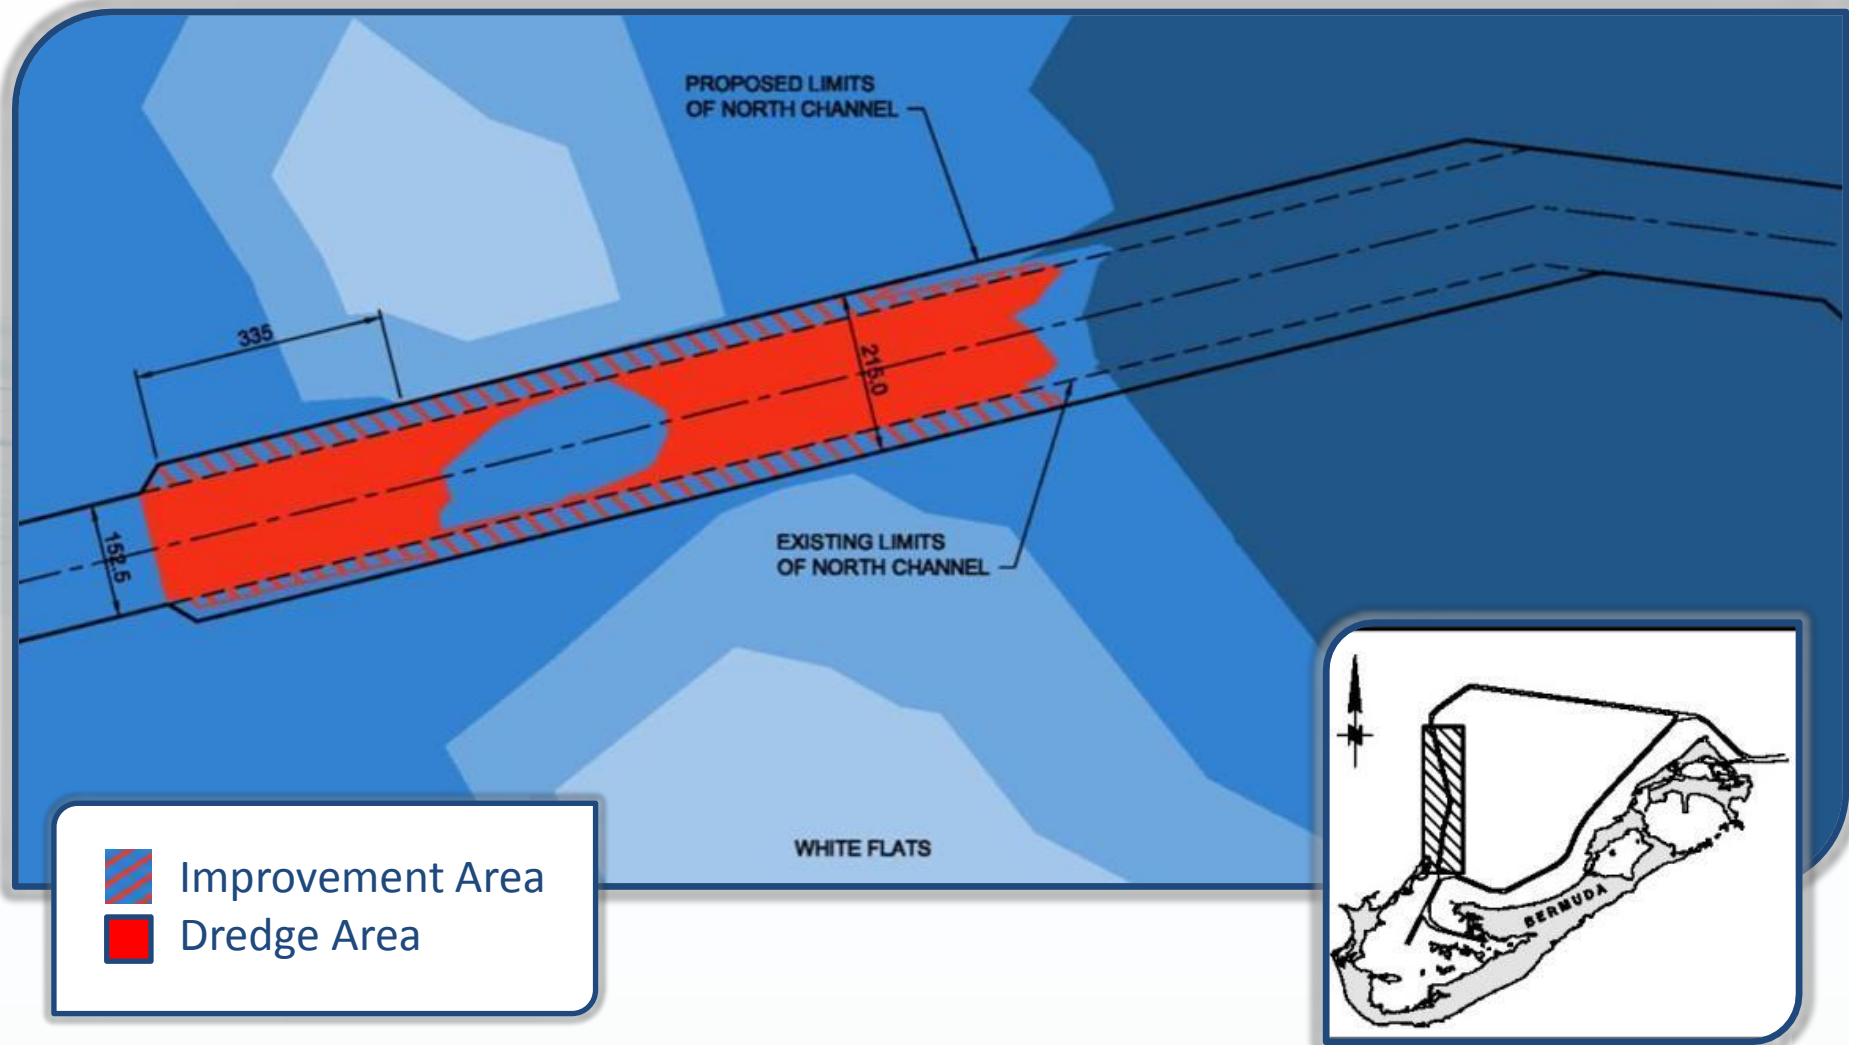 PROPOSED LIMITS
OF NORTH CHANNEL
335
215.0
152.5
EXISTING LIMITS
OF NORTH CHANNEL
WHITE FLATS
Improvement Area
Dredge Area
N
BERMUDA